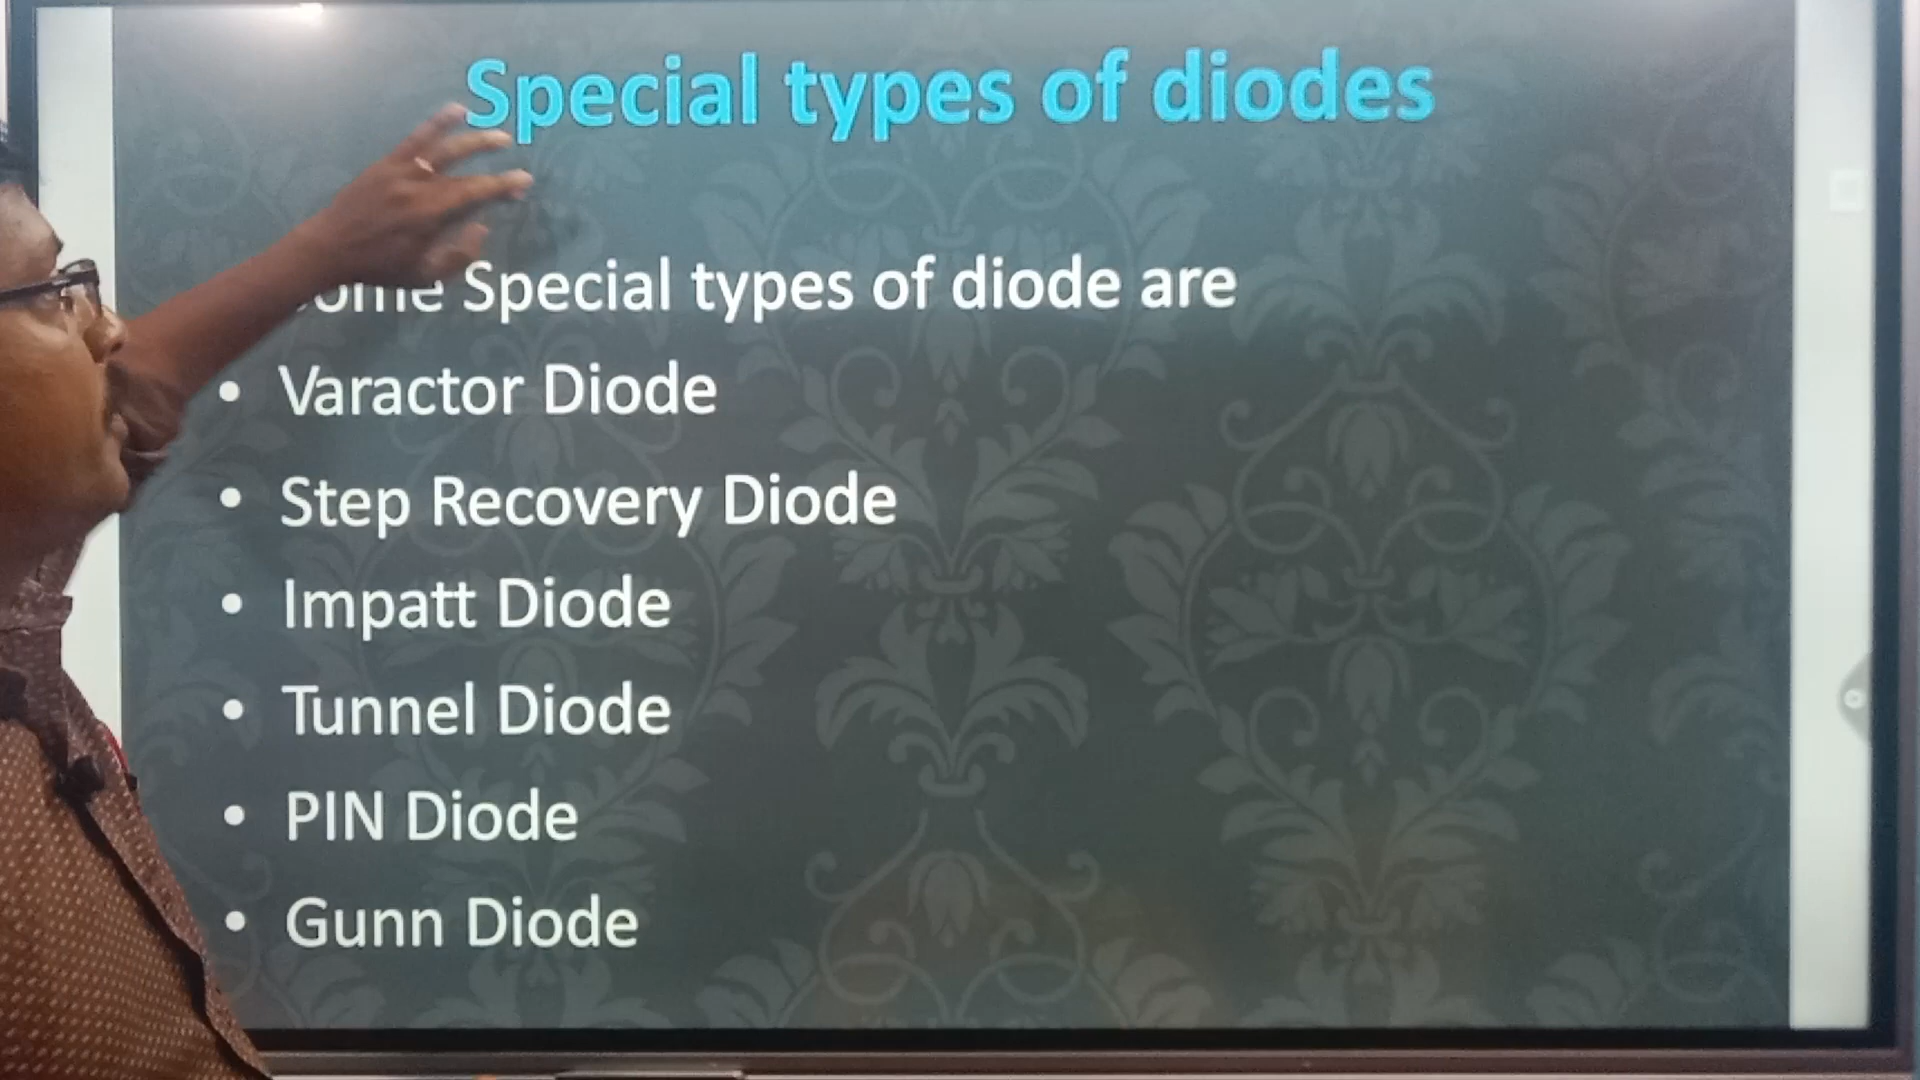 Special types of diodes
Special types of diode are
• Varactor Diode
• Step Recovery Diode
• Impatt Diode
• Tunnel Diode
• PIN Diode
• Gunn Diode